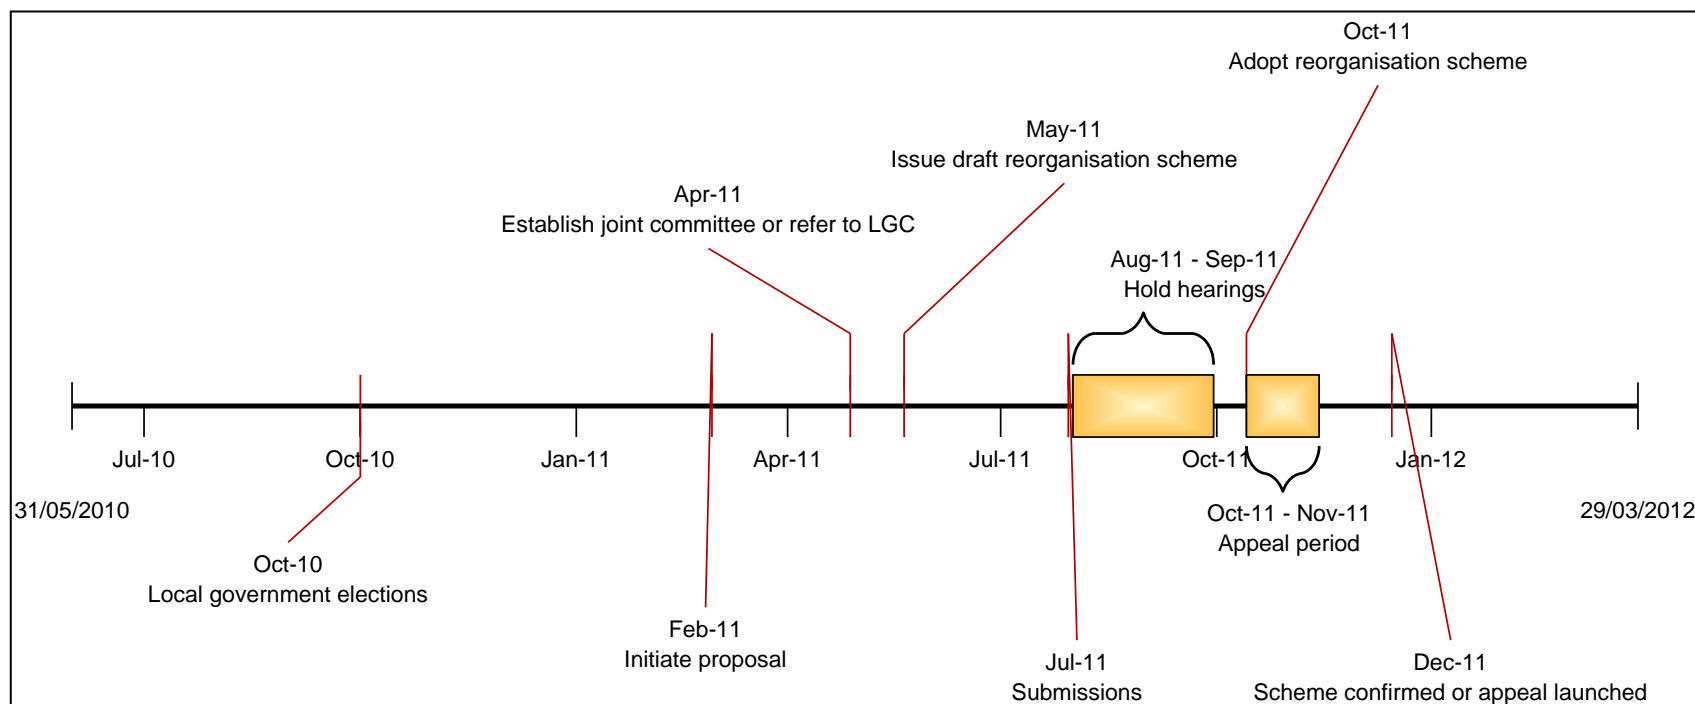 Oct-11
Adopt reorganisation scheme
May-11
Issue draft reorganisation scheme
Apr-11
Establish joint committee or refer to LGC
Aug-11 - Sep-11
Hold hearings
Jul-10
Oct-10
Jan-11
Apr-11
Jul-11
Oct-11
Jan-12
31/05/2010
29/03/2012
Oct-11 - Nov-11
Appeal period
Oct-10
Local government elections
Feb-11
Initiate proposal
Jul-11
Submissions
Dec-11
Scheme confirmed or appeal launched